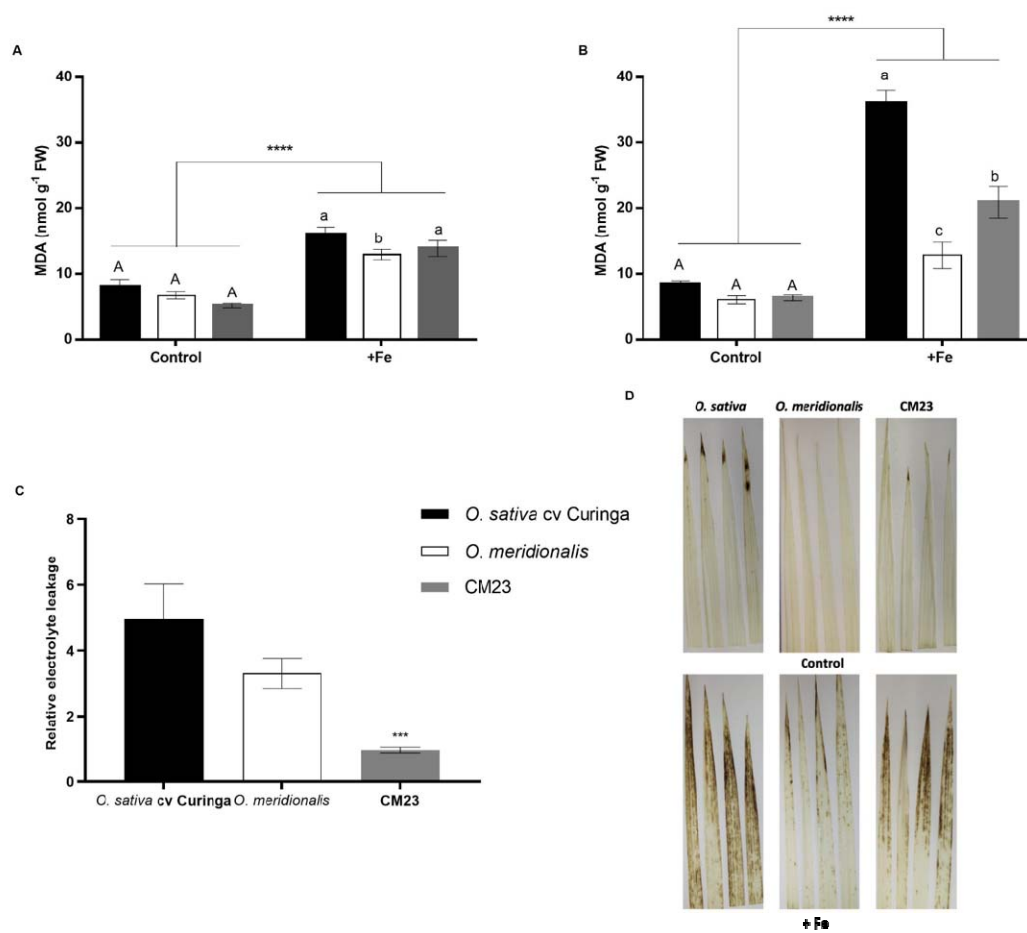 A
MDA (nmol g⁻¹ FW)
40
30
20
10
0
A
A
A
****
a
b
a
Control
+Fe
B
MDA (nmol g⁻¹ FW)
40
30
20
10
0
A
A
A
****
a
c
b
Control
+Fe
C
Relative electrolyte leakage
8
6
4
2
0
***
O. sativa cv Curinga
O. meridionalis
CM23
O. sativa cv Curinga
O. meridionalis
CM23
D
O. sativa
O. meridionalis
CM23
Control
+ Fe